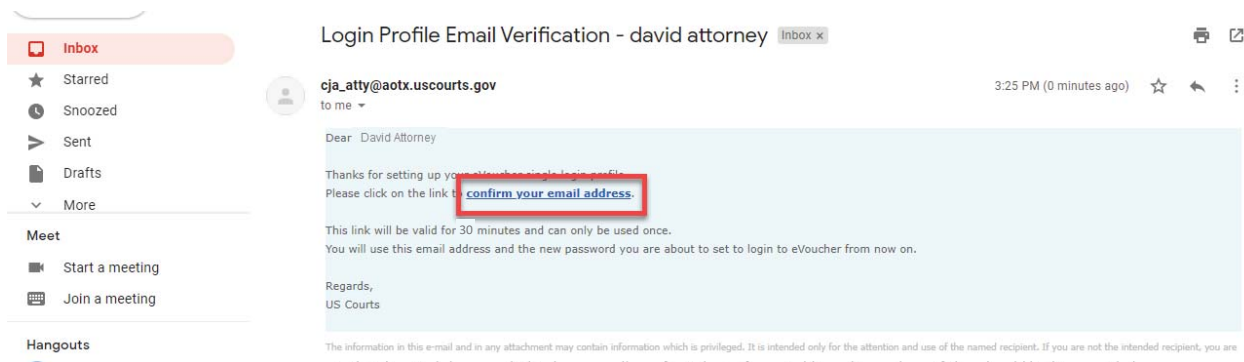 Login Profile Email Verification - david attorney Inbox x
Inbox
Starred
Snoozed
Sent
Drafts
More
Meet
Start a meeting
Join a meeting
Hangouts
cja_atty@aotx.uscourts.gov 3:25 PM (0 minutes ago)
to me
Dear David Attorney
Thanks for setting up your eVoucher single login profile.
Please click on the link to confirm your email address.
This link will be valid for 30 minutes and can only be used once.
You will use this email address and the new password you are about to set to login to eVoucher from now on.
Regards,
US Courts
The information in this e-mail and in any attachment may contain information which is privileged. It is intended only for the attention and use of the named recipient. If you are not the intended recipient, you are